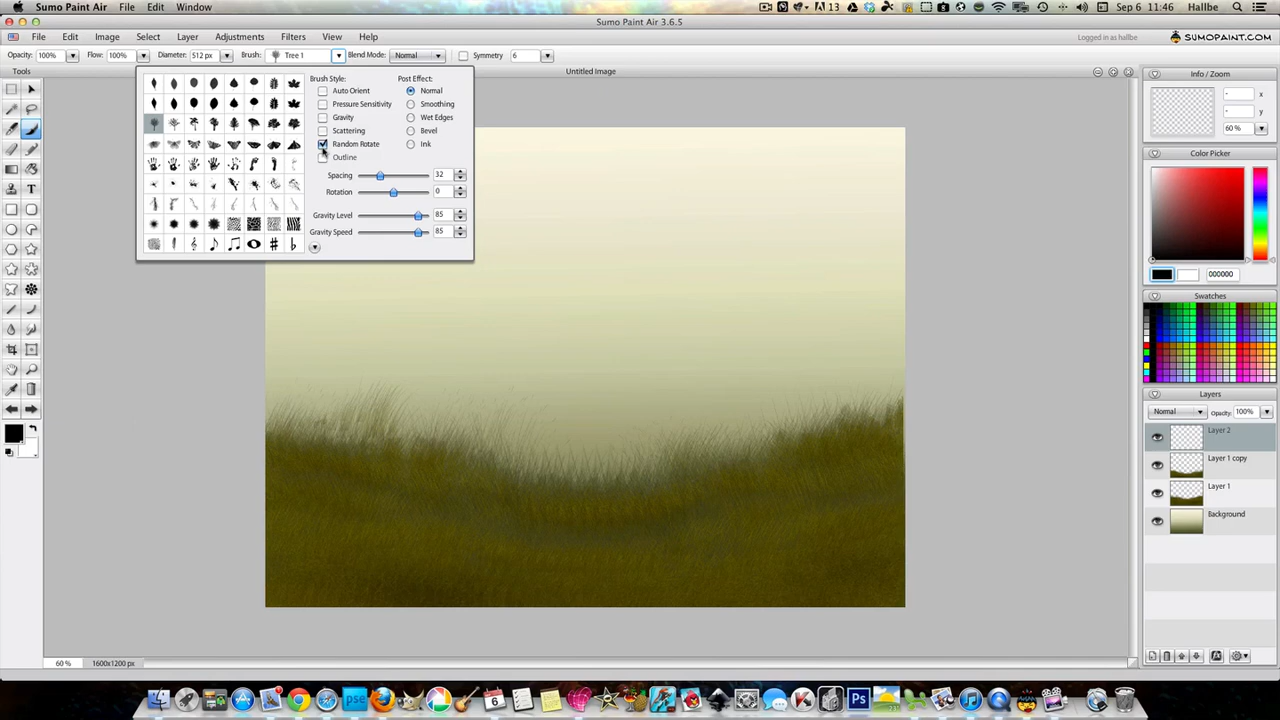 Sumo Paint Air File Edit Window 13 Sep 6 11:46 Hallbe
Sumo Paint Air 3.6.5
File Edit Image Select Layer Adjustments Filters View Help Logged in as hallbe SUMOPAINT.COM
Opacity: 100% Flow: 100% Diameter: 512 px Brush: Tree 1 Blend Mode: Normal Symmetry 6
Tools Untitled Image Info / Zoom
Brush Style: Post Effect:
Auto Orient Normal
Pressure Sensitivity Smoothing
Gravity Wet Edges
Scattering Bevel
Random Rotate Ink
Outline
Spacing 32
Rotation 0
Gravity Level 85
Gravity Speed 85
- x
- y
60 %
Color Picker
000000
Swatches
Layers
Normal Opacity: 100%
Layer 2
Layer 1 copy
Layer 1
Background
60 % 1600x1200 px